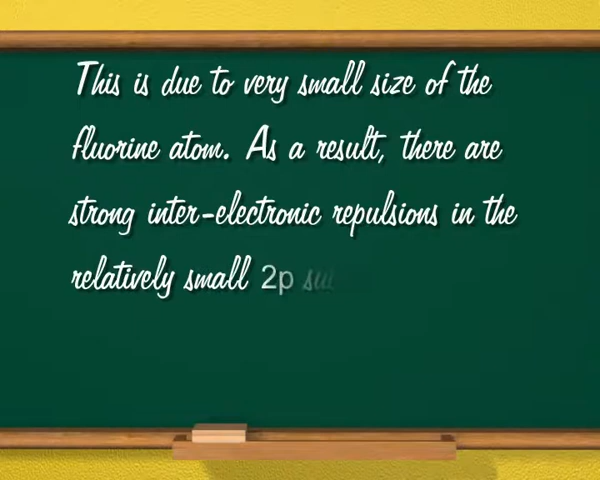 This is due to very small size of the
fluorine atom. As a result, there are
strong inter-electronic repulsions in the
relatively small 2p